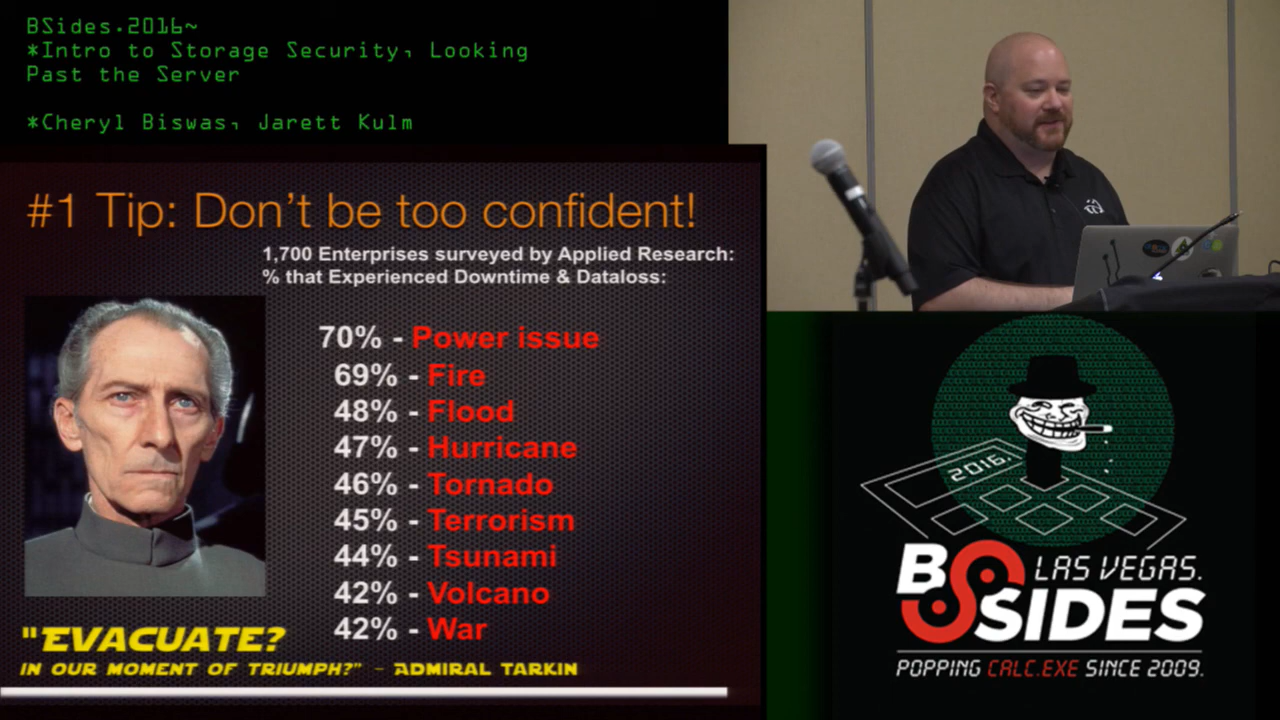 BSides.2016~
*Intro to Storage Security, Looking
Past the Server
*Cheryl Biswas, Jarett Kulm
#1 Tip: Don't be too confident!
1,700 Enterprises surveyed by Applied Research:
% that Experienced Downtime & Dataloss:
70% - Power issue
69% - Fire
48% - Flood
47% - Hurricane
46% - Tornado
45% - Terrorism
44% - Tsunami
42% - Volcano
42% - War
"EVACUATE?
IN OUR MOMENT OF TRIUMPH?" - ADMIRAL TARKIN
2016.
BSIDES
LAS VEGAS.
POPPING CALC.EXE SINCE 2009.